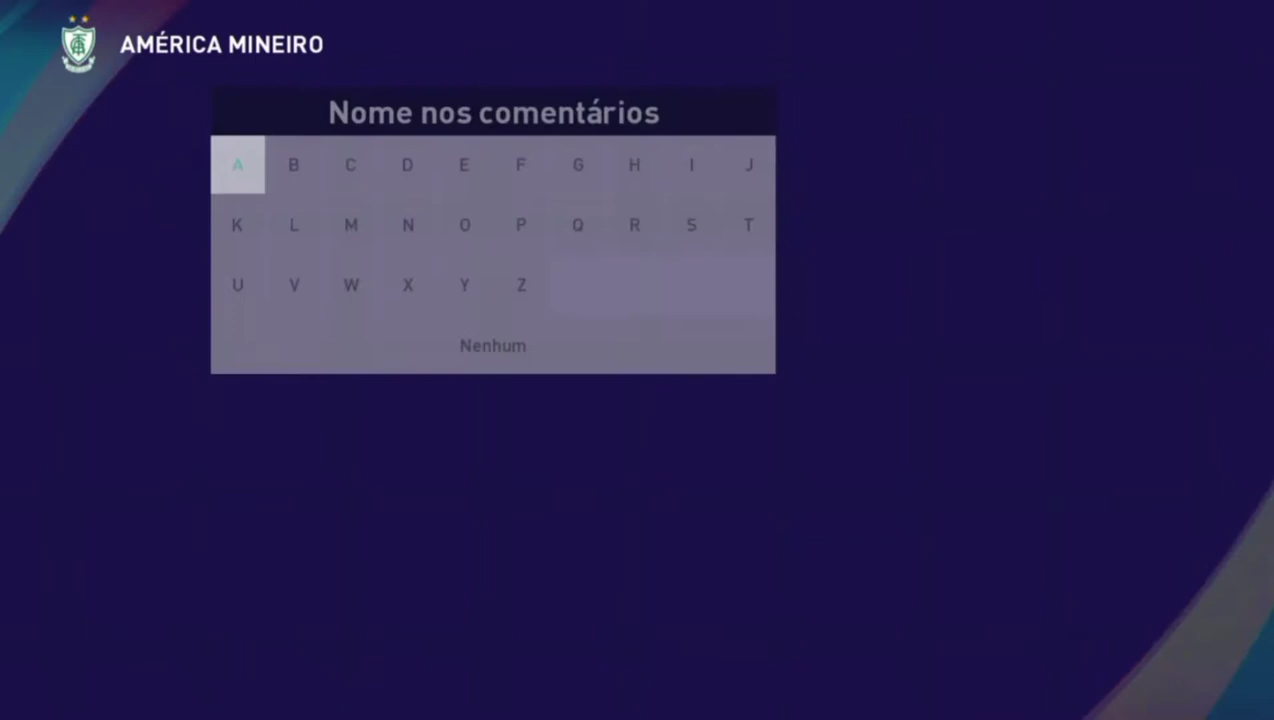 AMÉRICA MINEIRO
Nome nos comentários
A B C D E F G H I J
K L M N O P Q R S T
U V W X Y Z
Nenhum